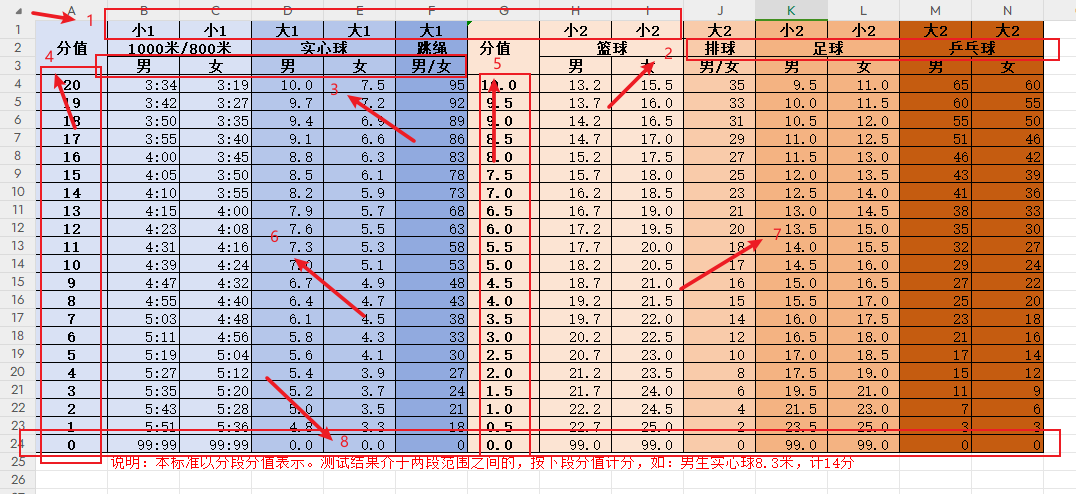 A B C D E F G H I J K L M N
1 小1 小1 大1 大1 大1 小2 小2 大2 小2 小2 大2 大2
2 分值 1000米/800米 实心球 跳绳 分值 篮球 排球 足球 乒乓球
3 男 女 男 女 男/女 男 女 男/女 男 女 男 女
4 20 3:34 3:19 10.0 7.5 95 10.0 13.2 15.5 35 9.5 11.0 65 60
5 19 3:42 3:27 9.7 7.2 92 9.5 13.7 16.0 33 10.0 11.5 60 55
6 18 3:50 3:35 9.4 6.9 89 9.0 14.2 16.5 31 10.5 12.0 55 50
7 17 3:55 3:40 9.1 6.6 86 8.5 14.7 17.0 29 11.0 12.5 51 46
8 16 4:00 3:45 8.8 6.3 83 8.0 15.2 17.5 27 11.5 13.0 46 42
9 15 4:05 3:50 8.5 6.1 78 7.5 15.7 18.0 25 12.0 13.5 43 39
10 14 4:10 3:55 8.2 5.9 73 7.0 16.2 18.5 23 12.5 14.0 41 36
11 13 4:15 4:00 7.9 5.7 68 6.5 16.7 19.0 21 13.0 14.5 38 33
12 12 4:23 4:08 7.6 5.5 63 6.0 17.2 19.5 20 13.5 15.0 35 30
13 11 4:31 4:16 7.3 5.3 58 5.5 17.7 20.0 18 14.0 15.5 32 27
14 10 4:39 4:24 7.0 5.1 53 5.0 18.2 20.5 17 14.5 16.0 29 24
15 9 4:47 4:32 6.7 4.9 48 4.5 18.7 21.0 16 15.0 16.5 27 22
16 8 4:55 4:40 6.4 4.7 43 4.0 19.2 21.5 15 15.5 17.0 25 20
17 7 5:03 4:48 6.1 4.5 38 3.5 19.7 22.0 14 16.0 17.5 23 18
18 6 5:11 4:56 5.8 4.3 33 3.0 20.2 22.5 12 16.5 18.0 21 16
19 5 5:19 5:04 5.6 4.1 30 2.5 20.7 23.0 10 17.0 18.5 17 14
20 4 5:27 5:12 5.4 3.9 27 2.0 21.2 23.5 8 17.5 19.0 15 12
21 3 5:35 5:20 5.2 3.7 24 1.5 21.7 24.0 6 19.5 21.0 11 9
22 2 5:43 5:28 5.0 3.5 21 1.0 22.2 24.5 4 21.5 23.0 7 6
23 1 5:51 5:36 4.8 3.3 18 0.5 22.7 25.0 2 23.5 25.0 3 3
24 0 99:99 99:99 0.0 0.0 0 0.0 99.0 99.0 0 99.0 99.0 0 0
25 说明：本标准以分段分值表示。测试结果介于两段范围之间的，按下段分值计分，如：男生实心球8.3米，计14分
26
1
2
3
4
5
6
7
8